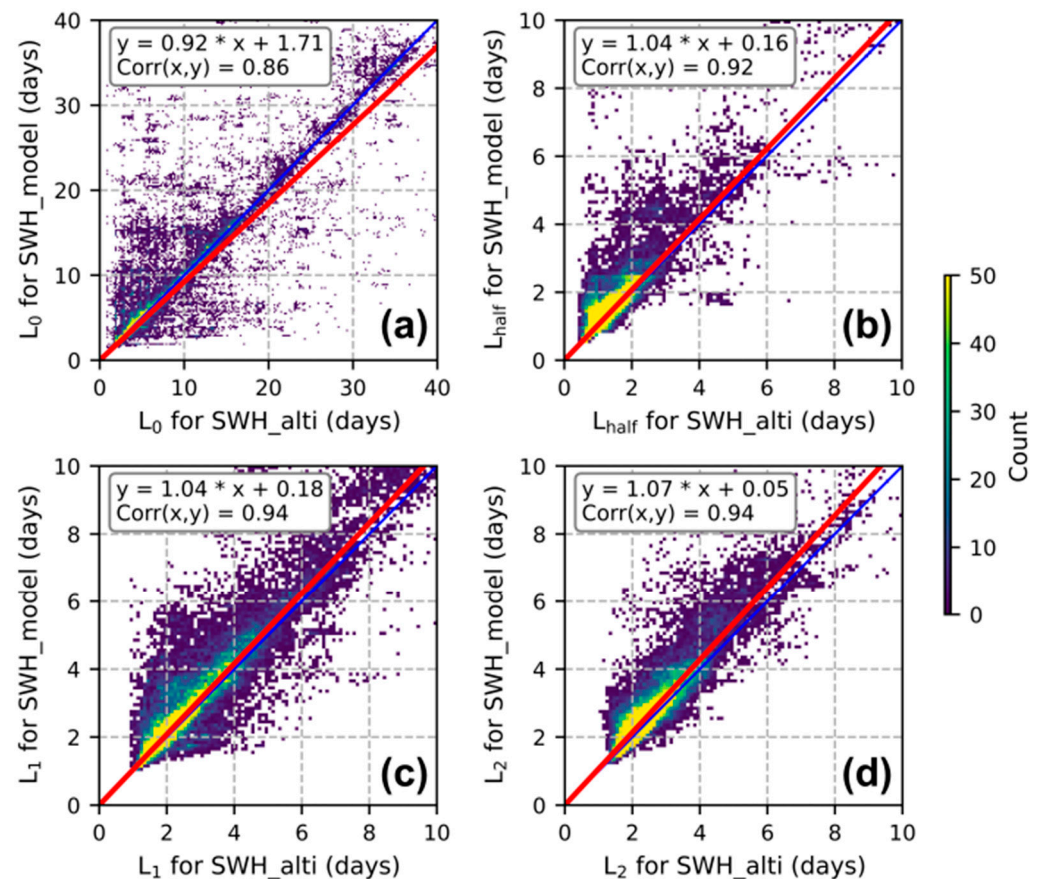 y = 0.92 * x + 1.71
Corr(x,y) = 0.86
40
30
20
10
0
L₀ for SWH_model (days)
(a)
0 10 20 30 40
L₀ for SWH_alti (days)
y = 1.04 * x + 0.16
Corr(x,y) = 0.92
10
8
6
4
2
0
Lhalf for SWH_model (days)
(b)
0 2 4 6 8 10
Lhalf for SWH_alti (days)
y = 1.04 * x + 0.18
Corr(x,y) = 0.94
10
8
6
4
2
0
L₁ for SWH_model (days)
(c)
0 2 4 6 8 10
L₁ for SWH_alti (days)
y = 1.07 * x + 0.05
Corr(x,y) = 0.94
10
8
6
4
2
0
L₂ for SWH_model (days)
(d)
0 2 4 6 8 10
L₂ for SWH_alti (days)
50
40
30
20
10
0
Count